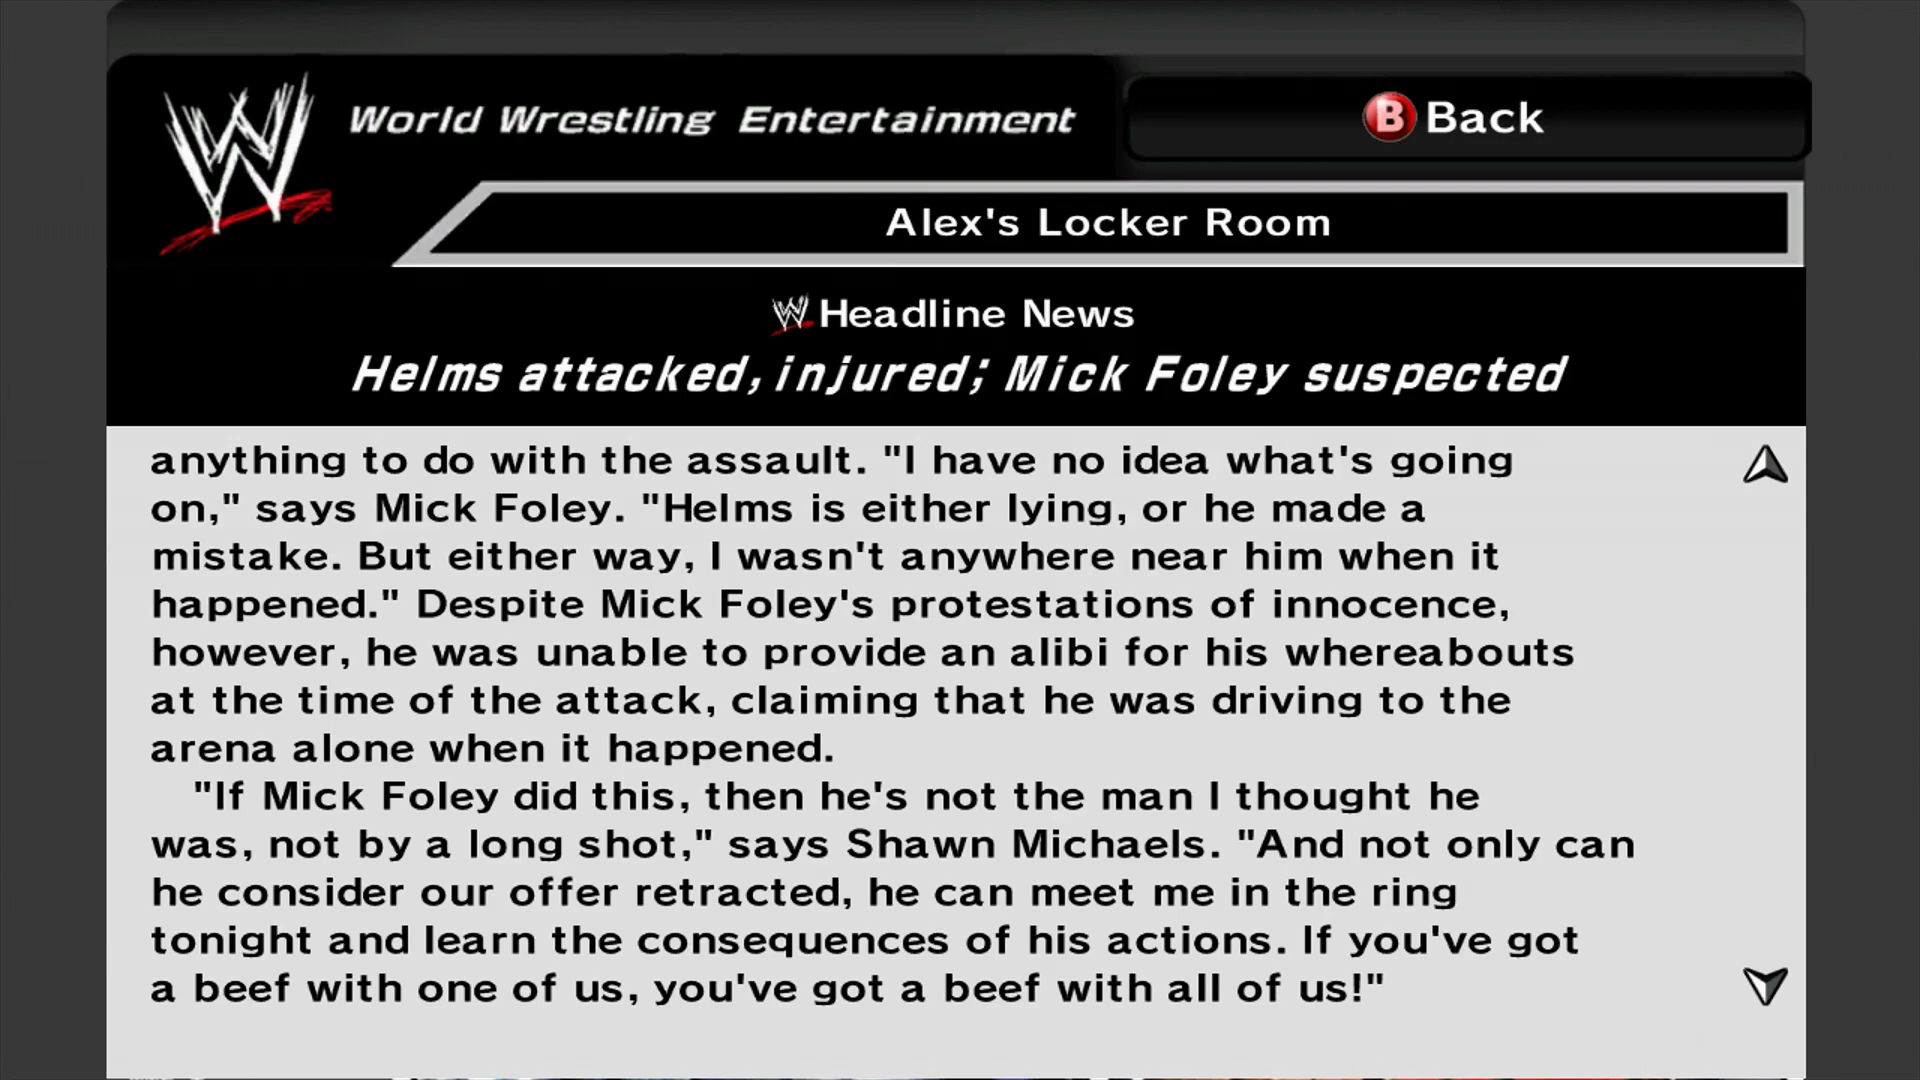 World Wrestling Entertainment
B Back
Alex's Locker Room
Headline News
Helms attacked, injured; Mick Foley suspected
anything to do with the assault. "I have no idea what's going
on," says Mick Foley. "Helms is either lying, or he made a
mistake. But either way, I wasn't anywhere near him when it
happened." Despite Mick Foley's protestations of innocence,
however, he was unable to provide an alibi for his whereabouts
at the time of the attack, claiming that he was driving to the
arena alone when it happened.
"If Mick Foley did this, then he's not the man I thought he
was, not by a long shot," says Shawn Michaels. "And not only can
he consider our offer retracted, he can meet me in the ring
tonight and learn the consequences of his actions. If you've got
a beef with one of us, you've got a beef with all of us!"